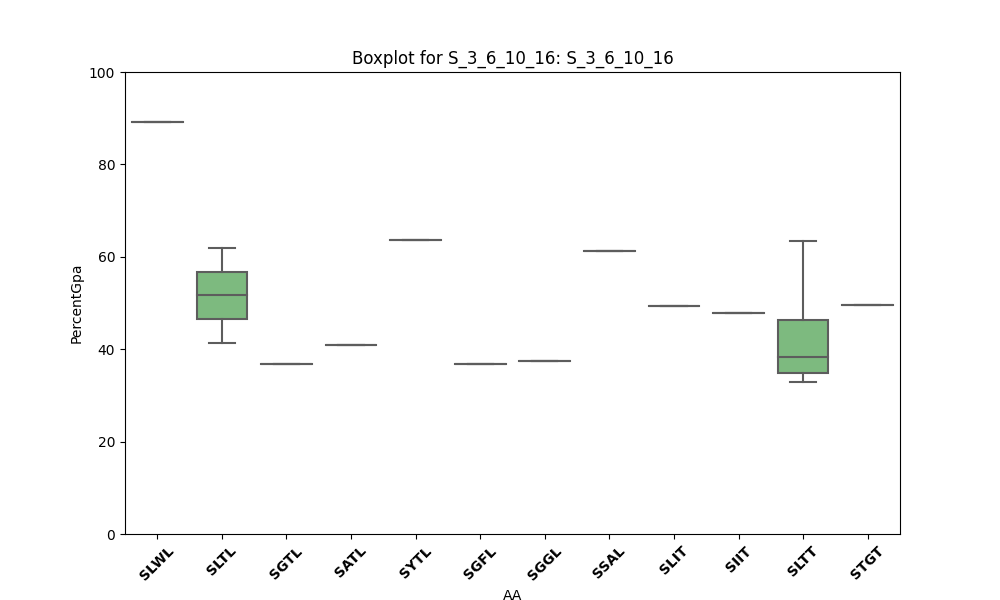 Boxplot for S_3_6_10_16: S_3_6_10_16
PercentGpa
100
80
60
40
20
0
SLWL
SLTL
SGTL
SATL
SYTL
SGFL
SGGL
SSAL
SLIT
SIIT
SLTT
STGT
AA